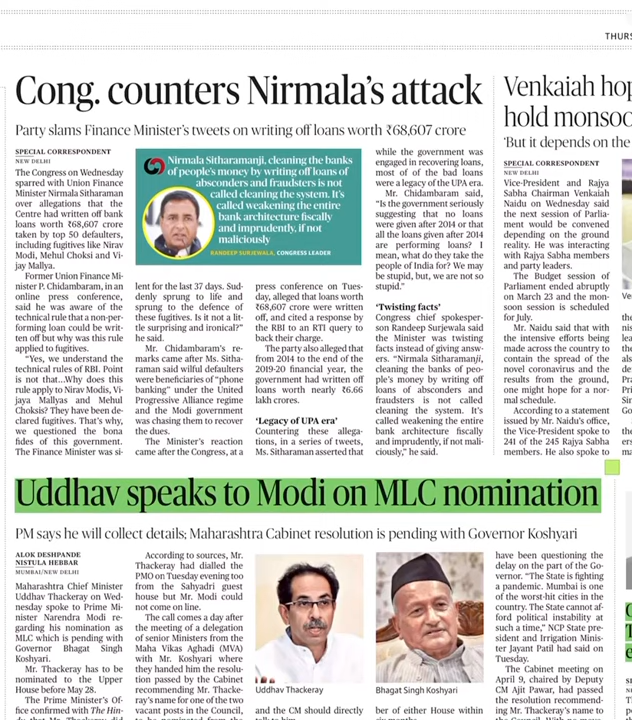 THURS
Cong. counters Nirmala's attack
Party slams Finance Minister's tweets on writing off loans worth ₹68,607 crore
SPECIAL CORRESPONDENT
NEW DELHI
The Congress on Wednesday
sparred with Union Finance
Minister Nirmala Sitharaman
over allegations that the
Centre had written off bank
loans worth ₹68,607 crore
taken by top 50 defaulters,
including fugitives like Nirav
Modi, Mehul Choksi and Vi-
jay Mallya.
Former Union Finance Mi-
nister P. Chidambaram, in an
online press conference,
said he was aware of the
technical rule that a non-per-
forming loan could be writ-
ten off but why was this rule
applied to fugitives.
"Yes, we understand the
technical rules of RBI. Point
is not...Why does this
rule apply to Nirav Modis, Vi-
jaya Mallyas and Mehul
Choksis? They have been de-
clared fugitives. That's why,
we questioned the bona
fides of this government.
The Finance Minister was si-
Nirmala Sitharamanji, cleaning the banks
of people's money by writing off loans of
absconders and fraudsters is not
called cleaning the system. It's
called weakening the entire
bank architecture fiscally
and imprudently, if not
maliciously
RANDEEP SURJEWALA, CONGRESS LEADER
lent for the last 37 days. Sud-
denly sprung to life and
sprung to the defence of
these fugitives. Is it not a lit-
tle surprising and ironical?"
he said.
Mr. Chidambaram's re-
marks came after Ms. Sitha-
raman said wilful defaulters
were beneficiaries of "phone
banking" under the United
Progressive Alliance regime
and the Modi government
was chasing them to recover
the dues.
The Minister's reaction
came after the Congress, at a
press conference on Tues-
day, alleged that loans worth
₹68,607 crore were written
off, and cited a response by
the RBI to an RTI query to
back their charge.
The party also alleged that
from 2014 to the end of the
2019-20 financial year, the
government had written off
loans worth nearly ₹6.66
lakh crores.
'Legacy of UPA era'
Countering these allega-
tions, in a series of tweets,
Ms. Sitharaman asserted that
while the government was
engaged in recovering loans,
most of of the bad loans
were a legacy of the UPA era.
Mr. Chidambaram said,
"Is the government seriously
suggesting that no loans
were given after 2014 or that
all the loans given after 2014
are performing loans? I
mean, what do they take the
people of India for? We may
be stupid, but, we are not so
stupid."
'Twisting facts'
Congress chief spokesper-
son Randeep Surjewala said
the Minister was twisting
facts instead of giving answ-
ers. "Nirmala Sitharamanji,
cleaning the banks of peo-
ple's money by writing off
loans of absconders and
fraudsters is not called
cleaning the system. It's
called weakening the entire
bank architecture fiscally
and imprudently, if not mali-
ciously," he said.
Venkaiah hop
hold monsoo
'But it depends on the
SPECIAL CORRESPONDENT
NEW DELHI
Vice-President and Rajya
Sabha Chairman Venkaiah
Naidu on Wednesday said
the next session of Parlia-
ment would be convened
depending on the ground
reality. He was interacting
with Rajya Sabha members
and party leaders.
The Budget session of
Parliament ended abruptly
on March 23 and the mon-
soon session is scheduled
for July.
Mr. Naidu said that with
the intensive efforts being
made across the country to
contain the spread of the
novel coronavirus and the
results from the ground,
one might hope for a nor-
mal schedule.
According to a statement
issued by Mr. Naidu's office,
the Vice-President spoke to
241 of the 245 Rajya Sabha
members. He also spoke to
Uddhav speaks to Modi on MLC nomination
PM says he will collect details; Maharashtra Cabinet resolution is pending with Governor Koshyari
ALOK DESHPANDE
NISTULA HEBBAR
MUMBAI/NEW DELHI
Maharashtra Chief Minister
Uddhav Thackeray on Wed-
nesday spoke to Prime Mi-
nister Narendra Modi re-
garding his nomination as
MLC which is pending with
Governor Bhagat Singh
Koshyari.
Mr. Thackeray has to be
nominated to the Upper
House before May 28.
The Prime Minister's Of-
fice confirmed with The Hin-
According to sources, Mr.
Thackeray had dialled the
PMO on Tuesday evening too
from the Sahyadri guest
house but Mr. Modi could
not come on line.
The call comes a day after
the meeting of a delegation
of senior Ministers from the
Maha Vikas Aghadi (MVA)
with Mr. Koshyari where
they handed him the resolu-
tion passed by the Cabinet
recommending Mr. Thacke-
ray's name for one of the two
vacant posts in the Council,
Uddhav Thackeray
and the CM should directly
Bhagat Singh Koshyari
ber of either House within
have been questioning the
delay on the part of the Go-
vernor. "The State is fighting
a pandemic. Mumbai is one
of the worst-hit cities in the
country. The State cannot af-
ford political instability at
such a time," NCP State pre-
sident and Irrigation Minis-
ter Jayant Patil had said on
Tuesday.
The Cabinet meeting on
April 9, chaired by Deputy
CM Ajit Pawar, had passed
the resolution recommend-
ing Mr. Thackeray's name to